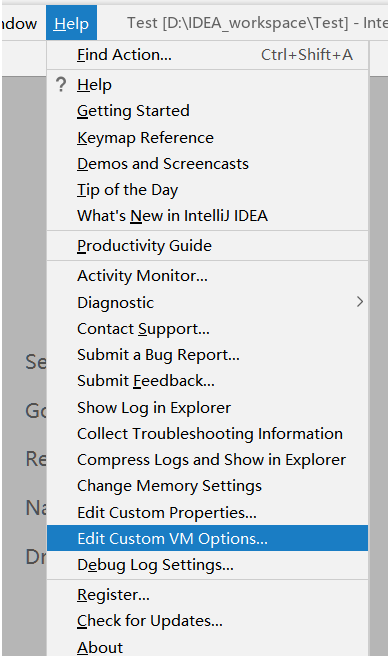 ndow Help Test [D:\IDEA_workspace\Test] - Inte
Find Action... Ctrl+Shift+A
? Help
Getting Started
Keymap Reference
Demos and Screencasts
Tip of the Day
What's New in IntelliJ IDEA
Productivity Guide
Activity Monitor...
Diagnostic
Contact Support...
Submit a Bug Report...
Se
Submit Feedback...
Show Log in Explorer
Go
Collect Troubleshooting Information
Compress Logs and Show in Explorer
Re
Change Memory Settings
Edit Custom Properties...
Na
Edit Custom VM Options...
Debug Log Settings...
Dr
Register...
Check for Updates...
About